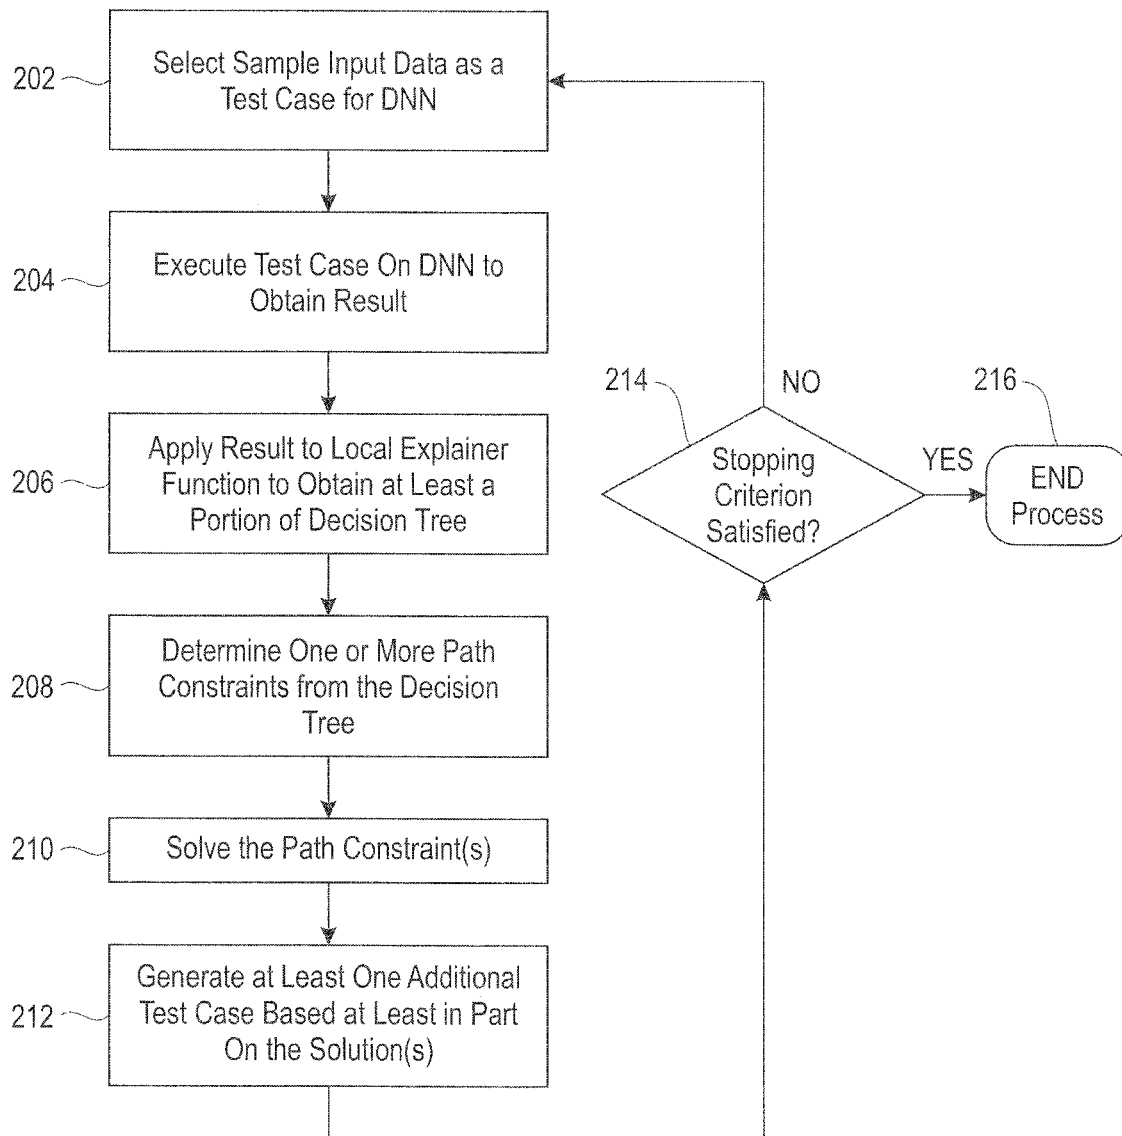 202
Select Sample Input Data as a
Test Case for DNN
204
Execute Test Case On DNN to
Obtain Result
206
Apply Result to Local Explainer
Function to Obtain at Least a
Portion of Decision Tree
208
Determine One or More Path
Constraints from the Decision
Tree
210
Solve the Path Constraint(s)
212
Generate at Least One Additional
Test Case Based at Least in Part
On the Solution(s)
214
NO
Stopping
Criterion
Satisfied?
YES
216
END
Process